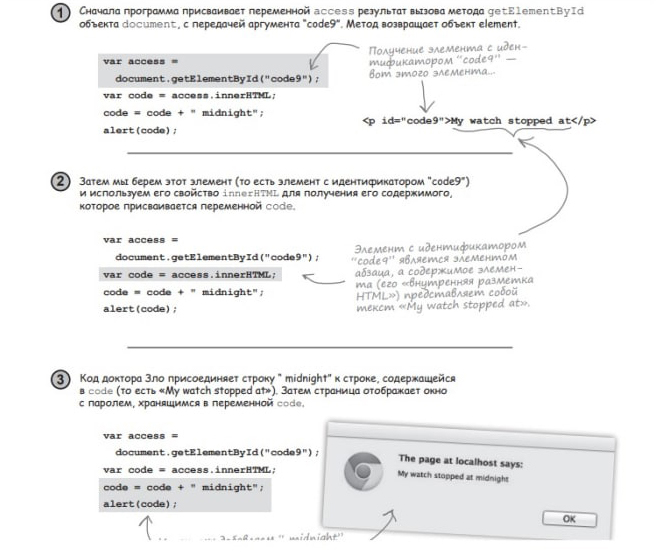 1 Сначала программа присваивает переменной access результат вызова метода getElementById
объекта document, с передачей аргумента "code9". Метод возвращает объект element.
var access =
document.getElementById("code9");
var code = access.innerHTML;
code = code + " midnight";
alert(code);
Получение элемента с иден-
тификатором "code9" —
вот этого элемента...
<p id="code9">My watch stopped at</p>
2 Затем мы берем этот элемент (то есть элемент с идентификатором "code9")
и используем его свойство innerHTML для получения его содержимого,
которое присваивается переменной code.
var access =
document.getElementById("code9");
var code = access.innerHTML;
code = code + " midnight";
alert(code);
Элемент с идентификатором
"code9" является элементом
абзаца, а содержимое элемен-
та (его «внутренняя разметка
HTML») представляет собой
текст «My watch stopped at».
3 Код доктора Зло присоединяет строку " midnight" к строке, содержащейся
в code (то есть «My watch stopped at»). Затем страница отображает окно
с паролем, хранящимся в переменной code.
var access =
document.getElementById("code9");
var code = access.innerHTML;
code = code + " midnight";
alert(code);
The page at localhost says:
My watch stopped at midnight
OK
добавляем " midnight"